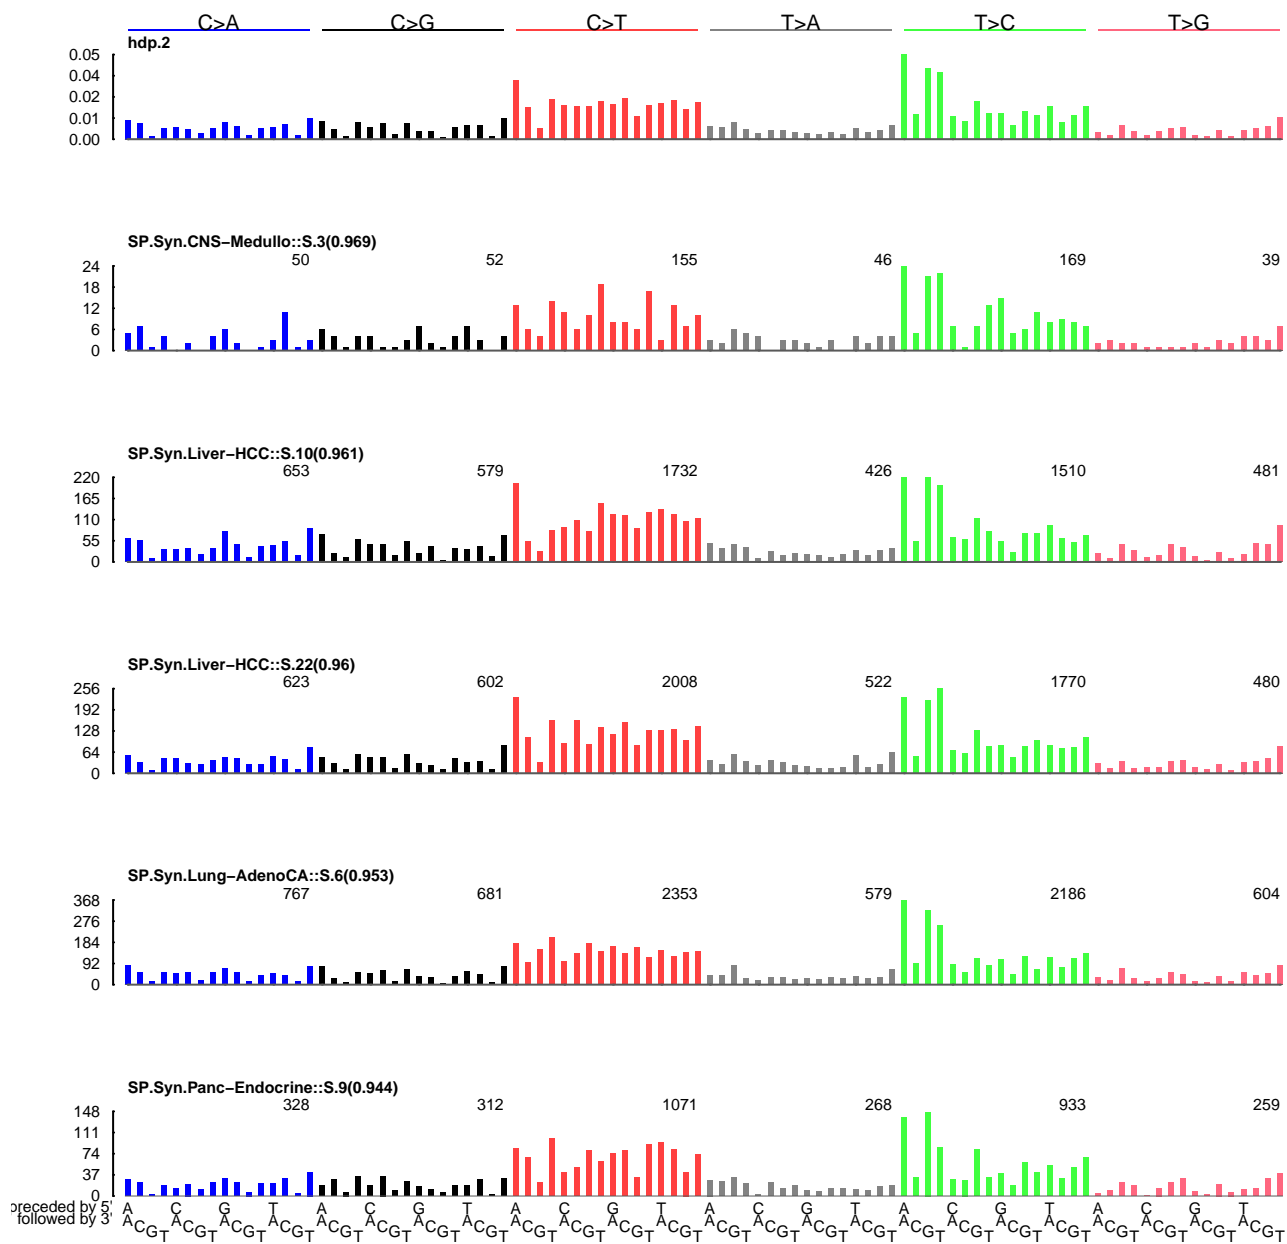 C>A C>G C>T T>A T>C T>G
hdp.2
0.05
0.04
0.02
0.01
0.00
SP.Syn.CNS−Medullo::S.3(0.969)
50 52 155 46 169 39
24
18
12
6
0
SP.Syn.Liver−HCC::S.10(0.961)
653 579 1732 426 1510 481
220
165
110
55
0
SP.Syn.Liver−HCC::S.22(0.96)
623 602 2008 522 1770 480
256
192
128
64
0
SP.Syn.Lung−AdenoCA::S.6(0.953)
767 681 2353 579 2186 604
368
276
184
92
0
SP.Syn.Panc−Endocrine::S.9(0.944)
328 312 1071 268 933 259
148
111
74
37
0
preceded by 5' A C G T A C G T A C G T A C G T A C G T A C G T
followed by 3' ACGTACGTACGTACGTACGTACGTACGTACGTACGTACGTACGTACGTACGTACGTACGTACGTACGTACGTACGTACGTACGTACGTACGTACGT